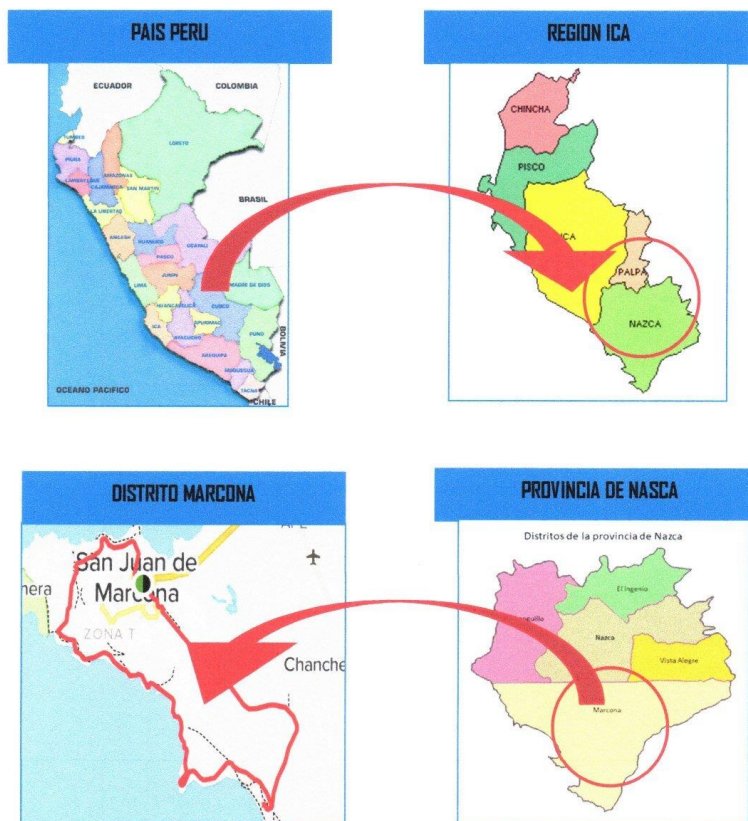 PAIS PERU
ECUADOR
COLOMBIA
TUMBES
LORETO
PIURA
AMAZONAS
CAJAMARCA
SAN MARTIN
LA LIBERTAD
BRASIL
ANCASH
HUANUCO
UCAYALI
PASCO
JUNIN
LIMA
MADRE DE DIOS
HUANCAVELICA
CUSCO
ICA
APURIMAC
AYACUCHO
PUNO
BOLIVIA
AREQUIPA
MOQUEGUA
TACNA
OCEANO PACIFICO
CHILE
REGION ICA
CHINCHA
PISCO
PALPA
NAZCA
DISTRITO MARCONA
San Juan de
Marcona
nera
ZONA T
Chanche
PROVINCIA DE NASCA
Distritos de la provincia de Nazca
El Ingenio
Nazca
Vista Alegre
Marcona